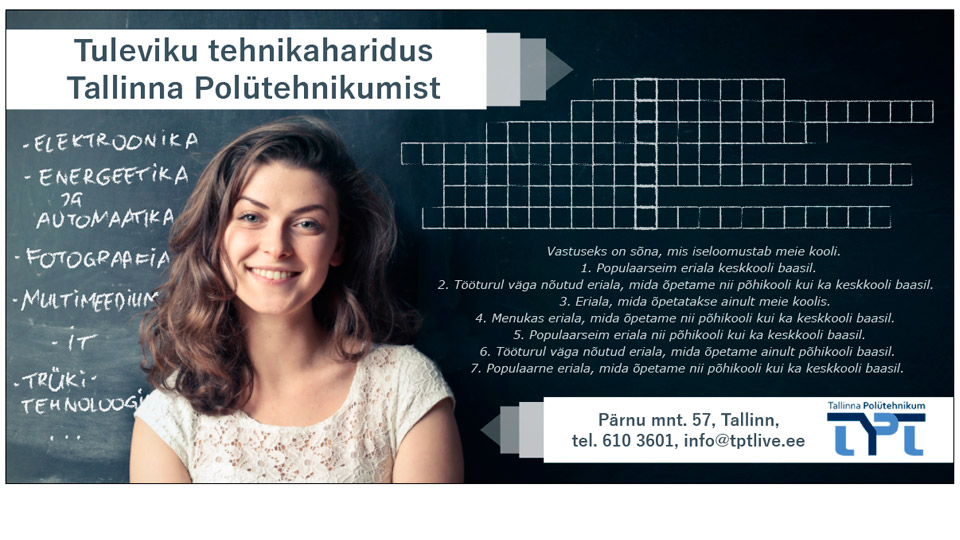 Tuleviku tehnikaharidus
Tallinna Polütehnikumist
- ELEKTROONIKA
- ENERGEETIKA
JA
AUTOMAATIKA
- FOTOGRAAFIA
- MULTIMEEDIUM
- IT
- TRÜKI-
TEHNOLOOGIA
...
Vastuseks on sõna, mis iseloomustab meie kooli.
1. Populaarseim eriala keskkooli baasil.
2. Tööturul väga nõutud eriala, mida õpetame nii põhikooli kui ka keskkooli baasil.
3. Eriala, mida õpetatakse ainult meie koolis.
4. Menukas eriala, mida õpetame nii põhikooli kui ka keskkooli baasil.
5. Populaarseim eriala nii põhikooli kui ka keskkooli baasil.
6. Tööturul väga nõutud eriala, mida õpetame ainult põhikooli baasil.
7. Populaarne eriala, mida õpetame nii põhikooli kui ka keskkooli baasil.
Pärnu mnt. 57, Tallinn,
tel. 610 3601, info@tptlive.ee
Tallinna Polütehnikum
TPT